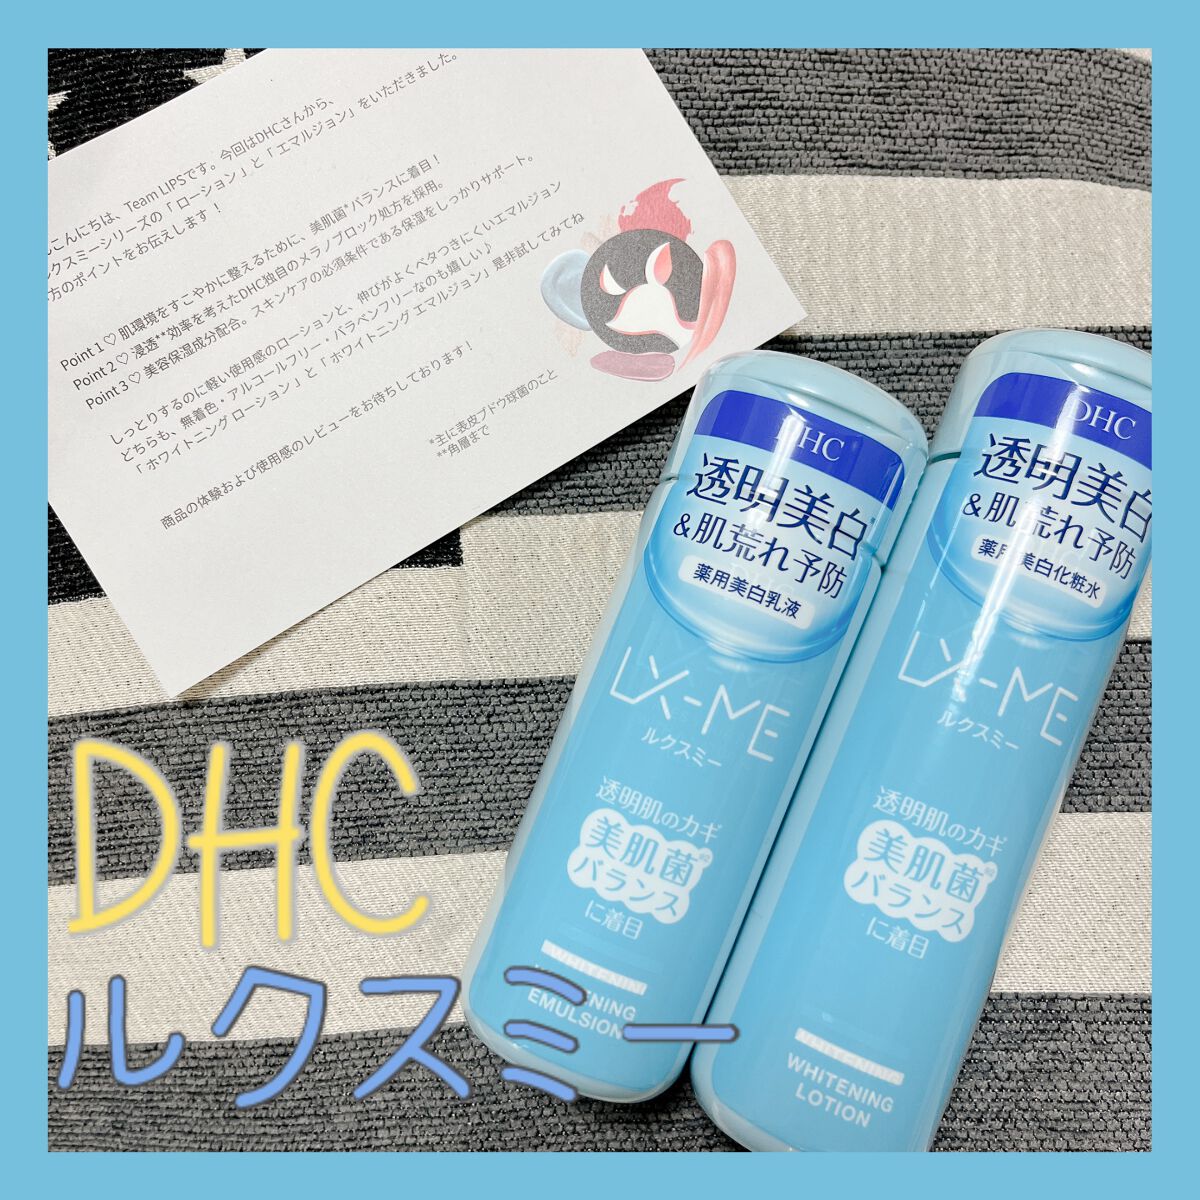 こんにちは、Team LIPSです。今回はDHCさんから、
クスミーシリーズの「ローション」と「エマルジョン」をいただきました。
方のポイントをお伝えします！
Point 1♡ 肌環境をすこやかに整えるために、美肌菌*バランスに着目！
Point 2♡ 浸透**効率を考えたDHC独自のメラノブロック処方を採用。
Point 3♡ 美容保湿成分配合。スキンケアの必須条件である保湿をしっかりサポート。
しっとりするのに軽い使用感のローションと、伸びがよくベタつきにくいエマルジョン
どちらも、無着色・アルコールフリー・パラベンフリーなのも嬉しい♪
「ホワイトニング ローション」と「ホワイトニング エマルジョン」是非試してみてね
商品の体験および使用感のレビューをお待ちしております！
*主に表皮ブドウ球菌のこと
**角層まで
DHC
透明美白
&肌荒れ予防
薬用美白乳液
LX-ME
ルクスミー
透明肌のカギ
美肌菌※2
バランス
に着目
WHITENING
EMULSION
DHC
透明美白
&肌荒れ予防
薬用美白化粧水
LX-ME
ルクスミー
透明肌のカギ
美肌菌※2
バランス
に着目
WHITENING
WHITENING
LOTION
DHC
ルクスミー